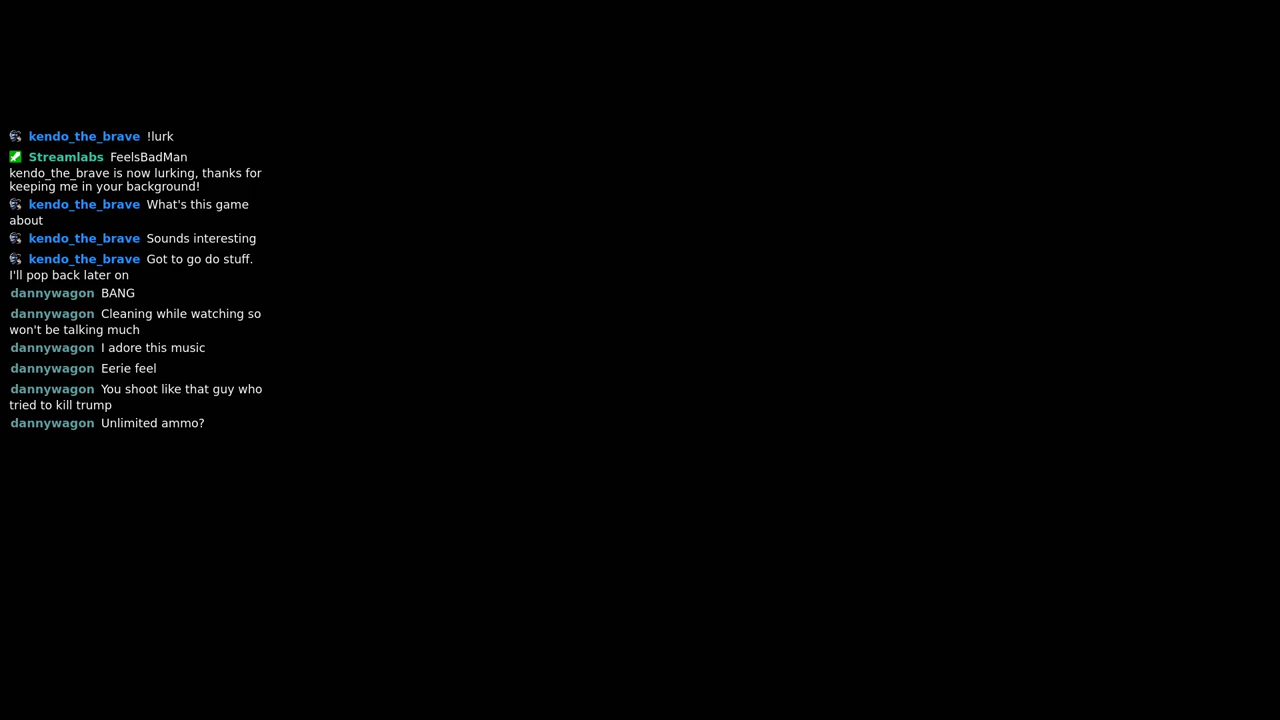 kendo_the_brave !lurk
Streamlabs FeelsBadMan
kendo_the_brave is now lurking, thanks for
keeping me in your background!
kendo_the_brave What's this game
about
kendo_the_brave Sounds interesting
kendo_the_brave Got to go do stuff.
I'll pop back later on
dannywagon BANG
dannywagon Cleaning while watching so
won't be talking much
dannywagon I adore this music
dannywagon Eerie feel
dannywagon You shoot like that guy who
tried to kill trump
dannywagon Unlimited ammo?